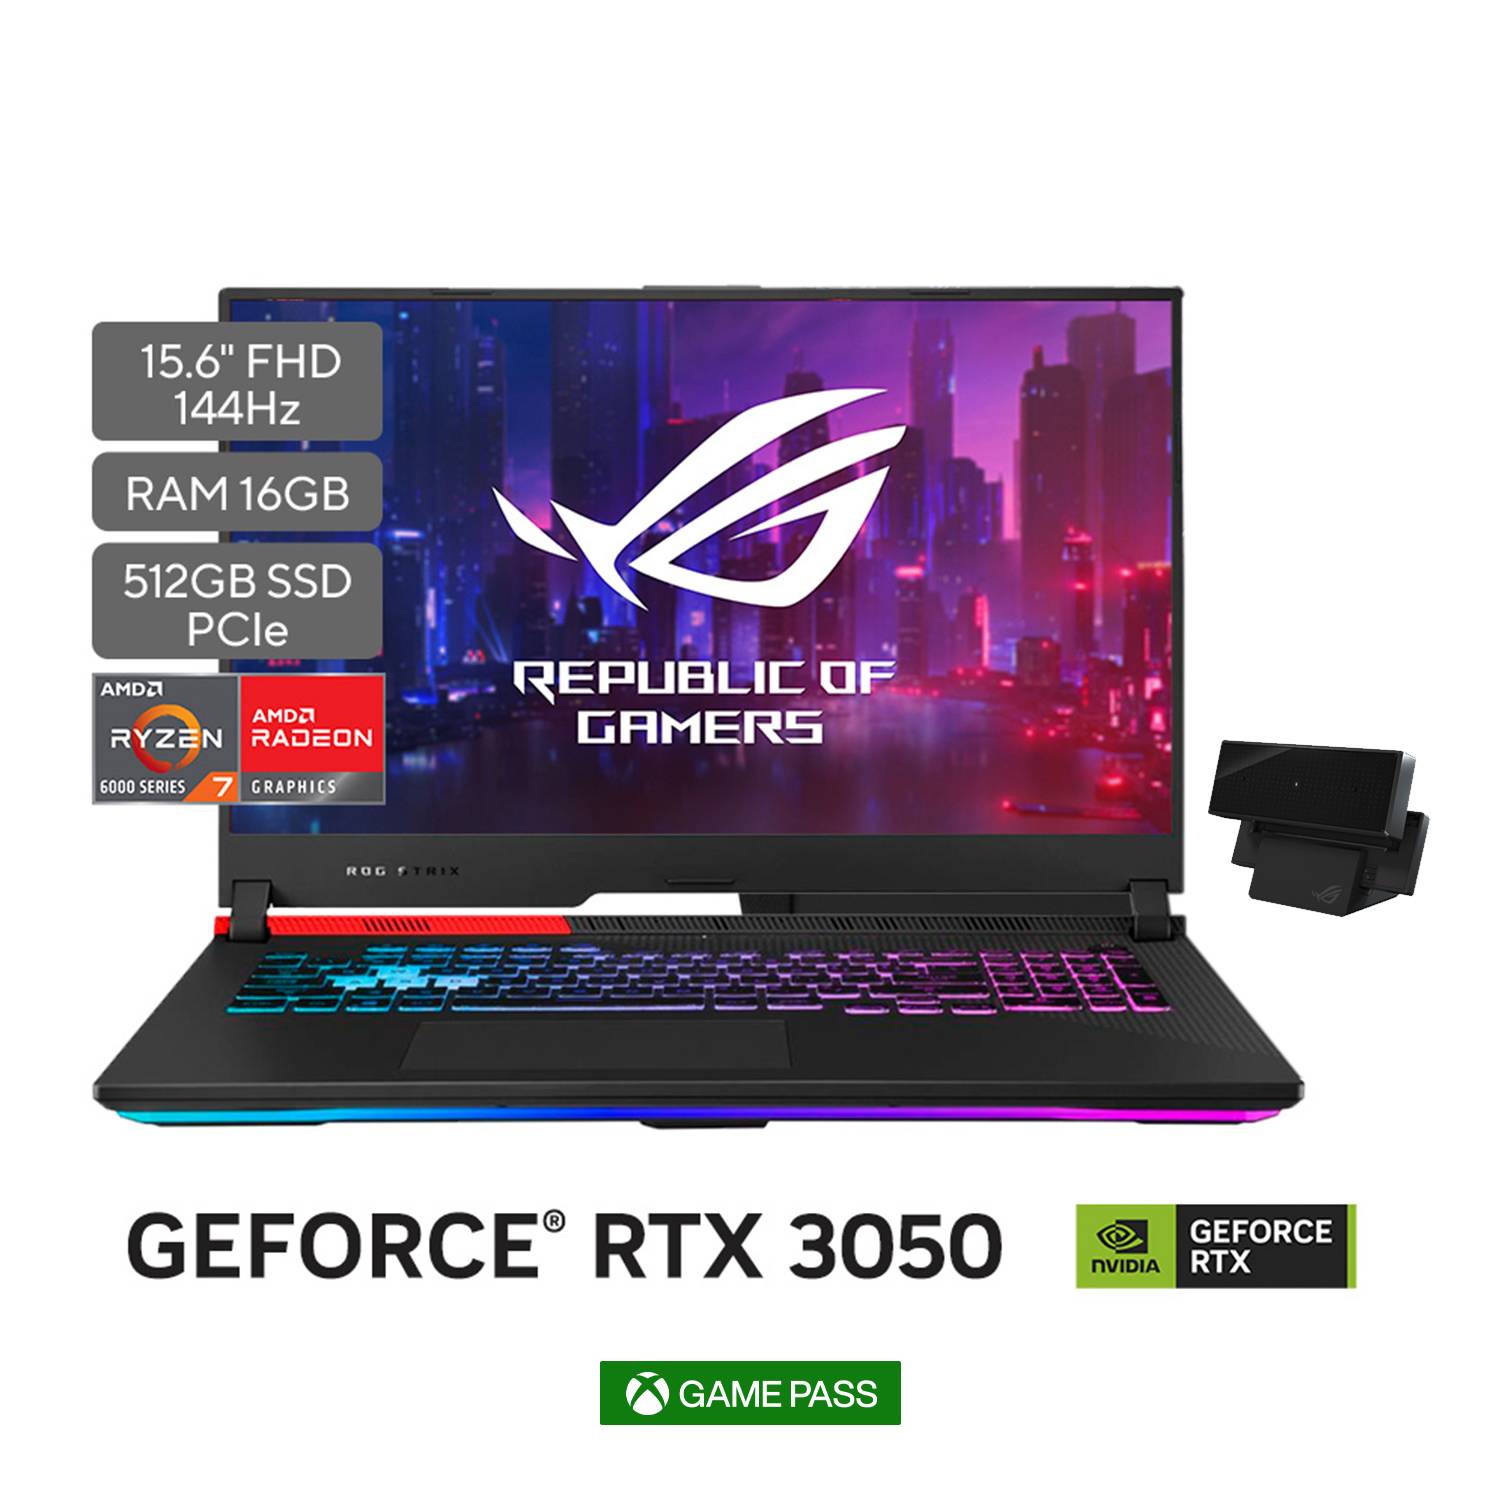 15.6" FHD
144Hz
RAM 16GB
512GB SSD
PCIe
AMD
RYZEN
6000 SERIES 7
AMD
RADEON
GRAPHICS
REPUBLIC OF
GAMERS
ROG STRIX
GEFORCE® RTX 3050
NVIDIA
GEFORCE
RTX
GAME PASS